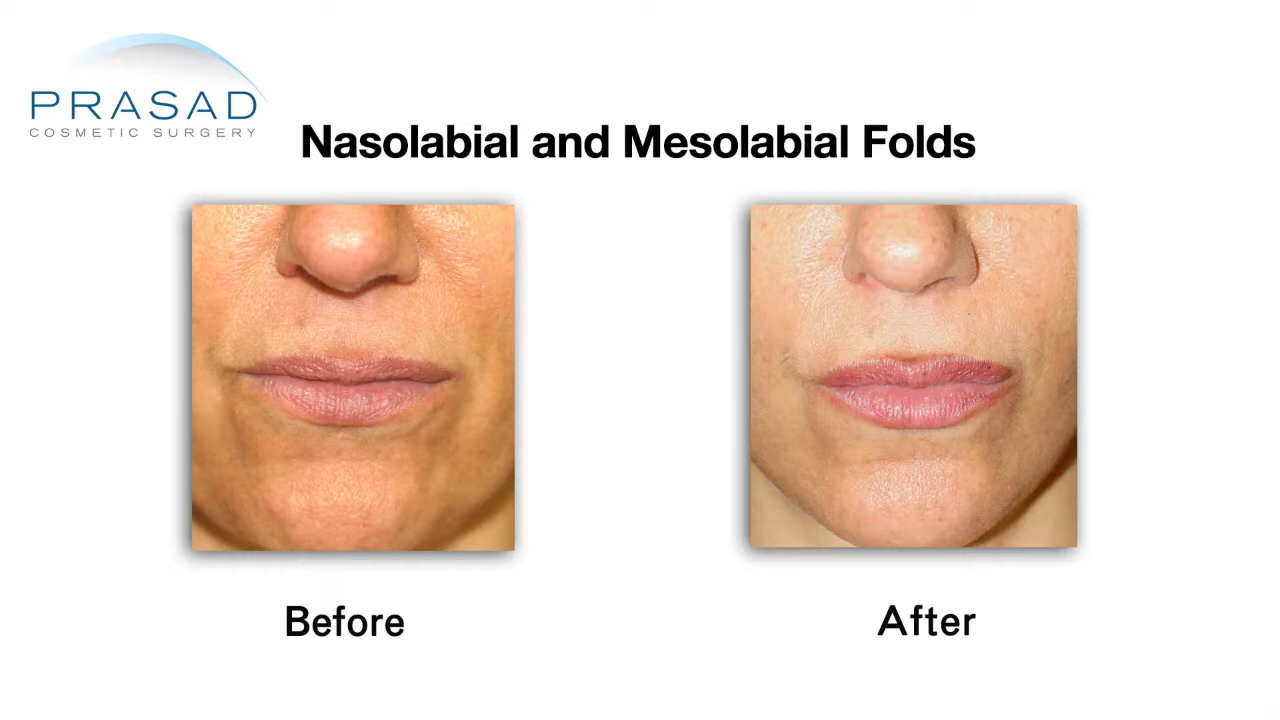 PRASAD
COSMETIC SURGERY
Nasolabial and Mesolabial Folds
Before
After